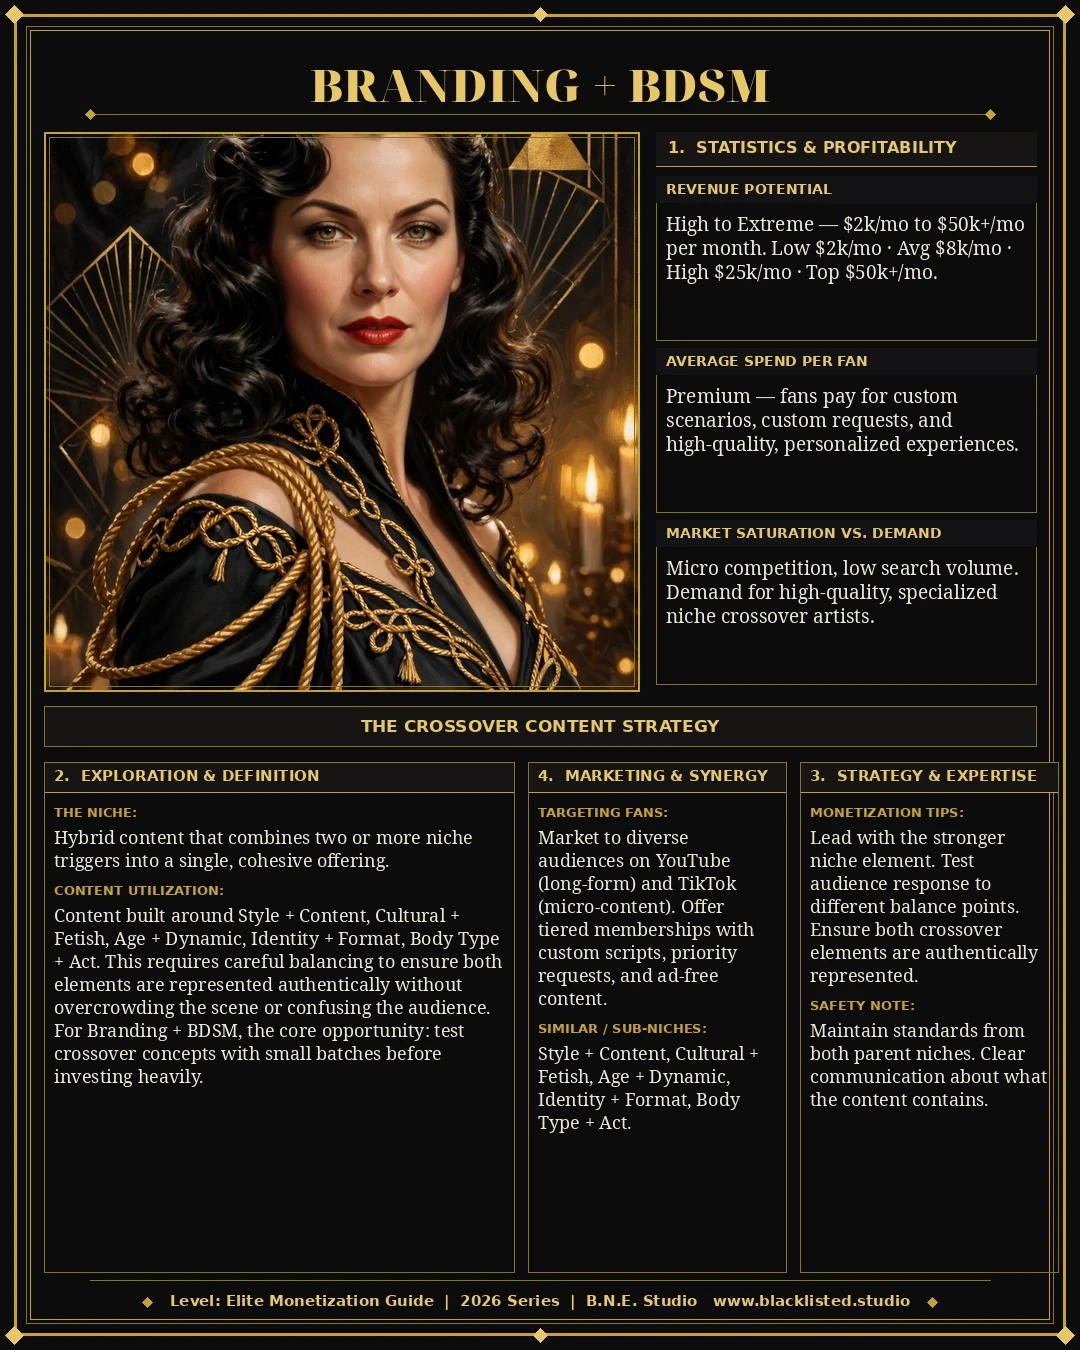 BRANDING + BDSM
1. STATISTICS & PROFITABILITY
REVENUE POTENTIAL
High to Extreme — $2k/mo to $50k+/mo
per month. Low $2k/mo · Avg $8k/mo ·
High $25k/mo · Top $50k+/mo.
AVERAGE SPEND PER FAN
Premium — fans pay for custom
scenarios, custom requests, and
high-quality, personalized experiences.
MARKET SATURATION VS. DEMAND
Micro competition, low search volume.
Demand for high-quality, specialized
niche crossover artists.
THE CROSSOVER CONTENT STRATEGY
2. EXPLORATION & DEFINITION
THE NICHE:
Hybrid content that combines two or more niche
triggers into a single, cohesive offering.
CONTENT UTILIZATION:
Content built around Style + Content, Cultural +
Fetish, Age + Dynamic, Identity + Format, Body Type
+ Act. This requires careful balancing to ensure both
elements are represented authentically without
overcrowding the scene or confusing the audience.
For Branding + BDSM, the core opportunity: test
crossover concepts with small batches before
investing heavily.
4. MARKETING & SYNERGY
TARGETING FANS:
Market to diverse
audiences on YouTube
(long-form) and TikTok
(micro-content). Offer
tiered memberships with
custom scripts, priority
requests, and ad-free
content.
SIMILAR / SUB-NICHES:
Style + Content, Cultural +
Fetish, Age + Dynamic,
Identity + Format, Body
Type + Act.
3. STRATEGY & EXPERTISE
MONETIZATION TIPS:
Lead with the stronger
niche element. Test
audience response to
different balance points.
Ensure both crossover
elements are authentically
represented.
SAFETY NOTE:
Maintain standards from
both parent niches. Clear
communication about what
the content contains.
Level: Elite Monetization Guide | 2026 Series | B.N.E. Studio www.blacklisted.studio